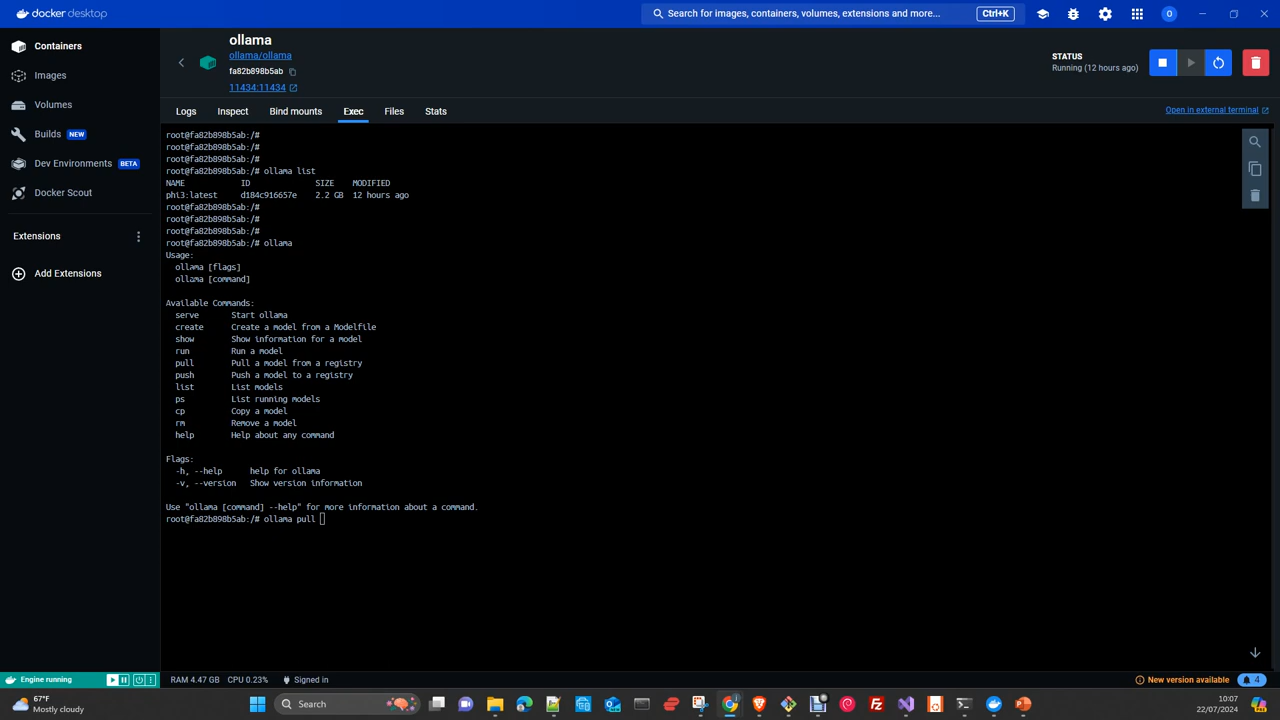 docker desktop
Search for images, containers, volumes, extensions and more...
Ctrl+K
O
Containers
Images
Volumes
Builds NEW
Dev Environments BETA
Docker Scout
Extensions
Add Extensions
ollama
ollama/ollama
fa82b898b5ab
11434:11434
STATUS
Running (12 hours ago)
Logs Inspect Bind mounts Exec Files Stats
Open in external terminal
root@fa82b898b5ab:/#
root@fa82b898b5ab:/#
root@fa82b898b5ab:/#
root@fa82b898b5ab:/# ollama list
NAME ID SIZE MODIFIED
phi3:latest d184c916657e 2.2 GB 12 hours ago
root@fa82b898b5ab:/#
root@fa82b898b5ab:/#
root@fa82b898b5ab:/#
root@fa82b898b5ab:/# ollama
Usage:
ollama [flags]
ollama [command]
Available Commands:
serve Start ollama
create Create a model from a Modelfile
show Show information for a model
run Run a model
pull Pull a model from a registry
push Push a model to a registry
list List models
ps List running models
cp Copy a model
rm Remove a model
help Help about any command
Flags:
-h, --help help for ollama
-v, --version Show version information
Use "ollama [command] --help" for more information about a command.
root@fa82b898b5ab:/# ollama pull
Engine running
RAM 4.47 GB CPU 0.23% Signed in
New version available
4
67°F
Mostly cloudy
Search
10:07
22/07/2024